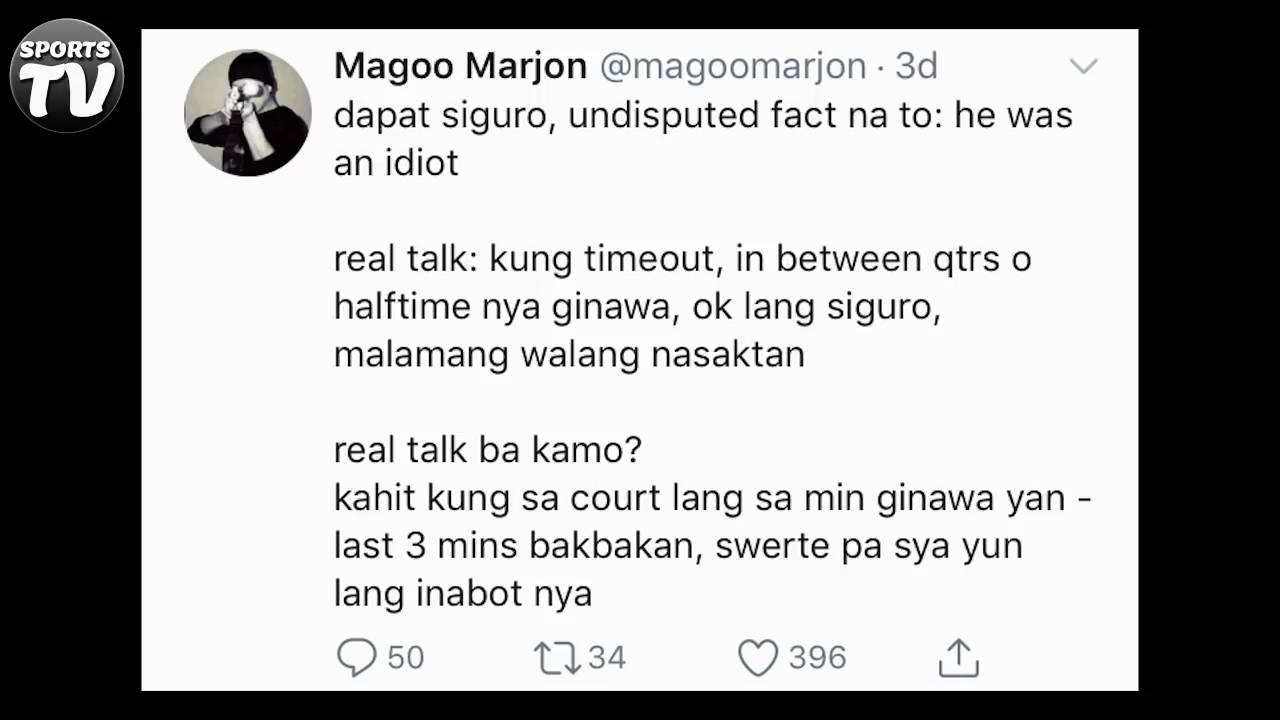 SPORTS
TV
Magoo Marjon @magoomarjon · 3d
dapat siguro, undisputed fact na to: he was
an idiot
real talk: kung timeout, in between qtrs o
halftime nya ginawa, ok lang siguro,
malamang walang nasaktan
real talk ba kamo?
kahit kung sa court lang sa min ginawa yan -
last 3 mins bakbakan, swerte pa sya yun
lang inabot nya
50 34 396